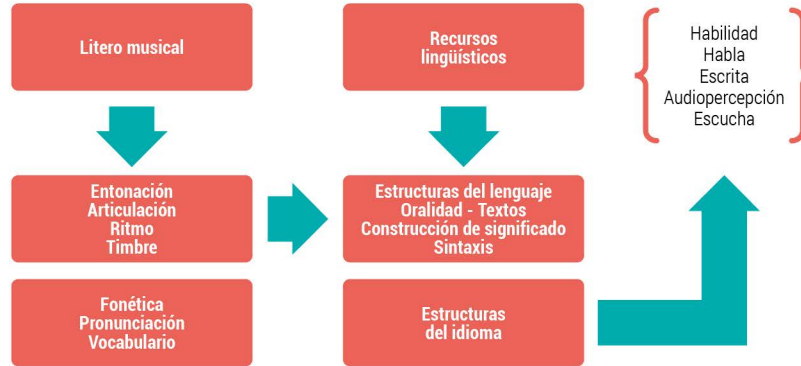 Litero musical
Recursos
lingüísticos
Habilidad
Habla
Escrita
Audiopercepción
Escucha
Entonación
Articulación
Ritmo
Timbre
Estructuras del lenguaje
Oralidad - Textos
Construcción de significado
Sintaxis
Fonética
Pronunciación
Vocabulario
Estructuras
del idioma